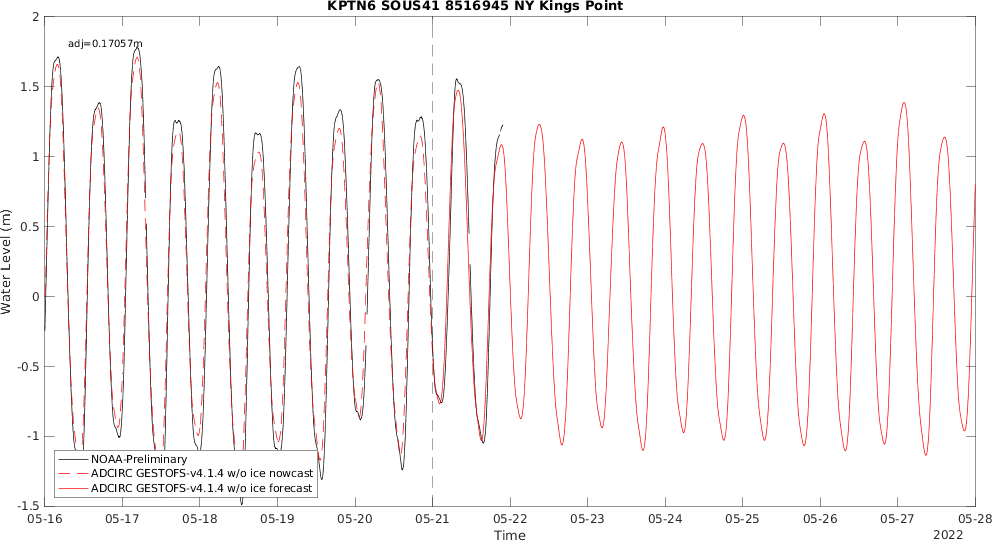 KPTN6 SOUS41 8516945 NY Kings Point
adj=0.17057m
Water Level (m)
2
1.5
1
0.5
0
-0.5
-1
-1.5
NOAA-Preliminary
ADCIRC GESTOFS-v4.1.4 w/o ice nowcast
ADCIRC GESTOFS-v4.1.4 w/o ice forecast
05-16 05-17 05-18 05-19 05-20 05-21 05-22 05-23 05-24 05-25 05-26 05-27 05-28
Time
2022